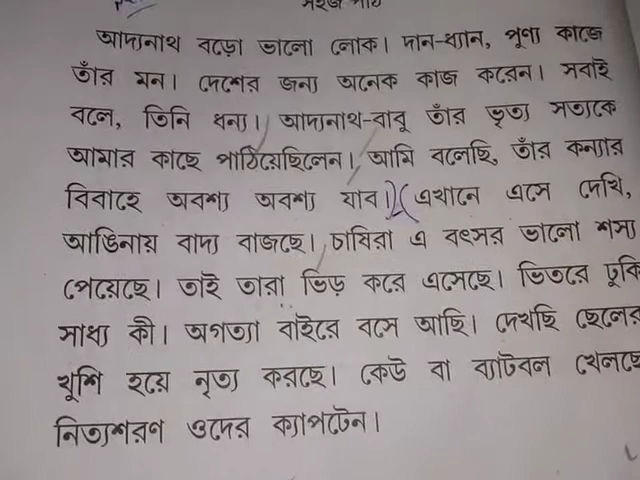 সহজ পাঠ
আদ্যনাথ বড়ো ভালো লোক। দান-ধ্যান, পুণ্য কাজে
তাঁর মন। দেশের জন্য অনেক কাজ করেন। সবাই
বলে, তিনি ধন্য। আদ্যনাথ-বাবু তাঁর ভৃত্য সত্যকে
আমার কাছে পাঠিয়েছিলেন। আমি বলেছি, তাঁর কন্যার
বিবাহে অবশ্য অবশ্য যাব। এখানে এসে দেখি,
আঙিনায় বাদ্য বাজছে। চাষিরা এ বৎসর ভালো শস্য
পেয়েছে। তাই তারা ভিড় করে এসেছে। ভিতরে ঢুকি
সাধ্য কী। অগত্যা বাইরে বসে আছি। দেখছি ছেলের
খুশি হয়ে নৃত্য করছে। কেউ বা ব্যাটবল খেলছে
নিত্যশরণ ওদের ক্যাপটেন।